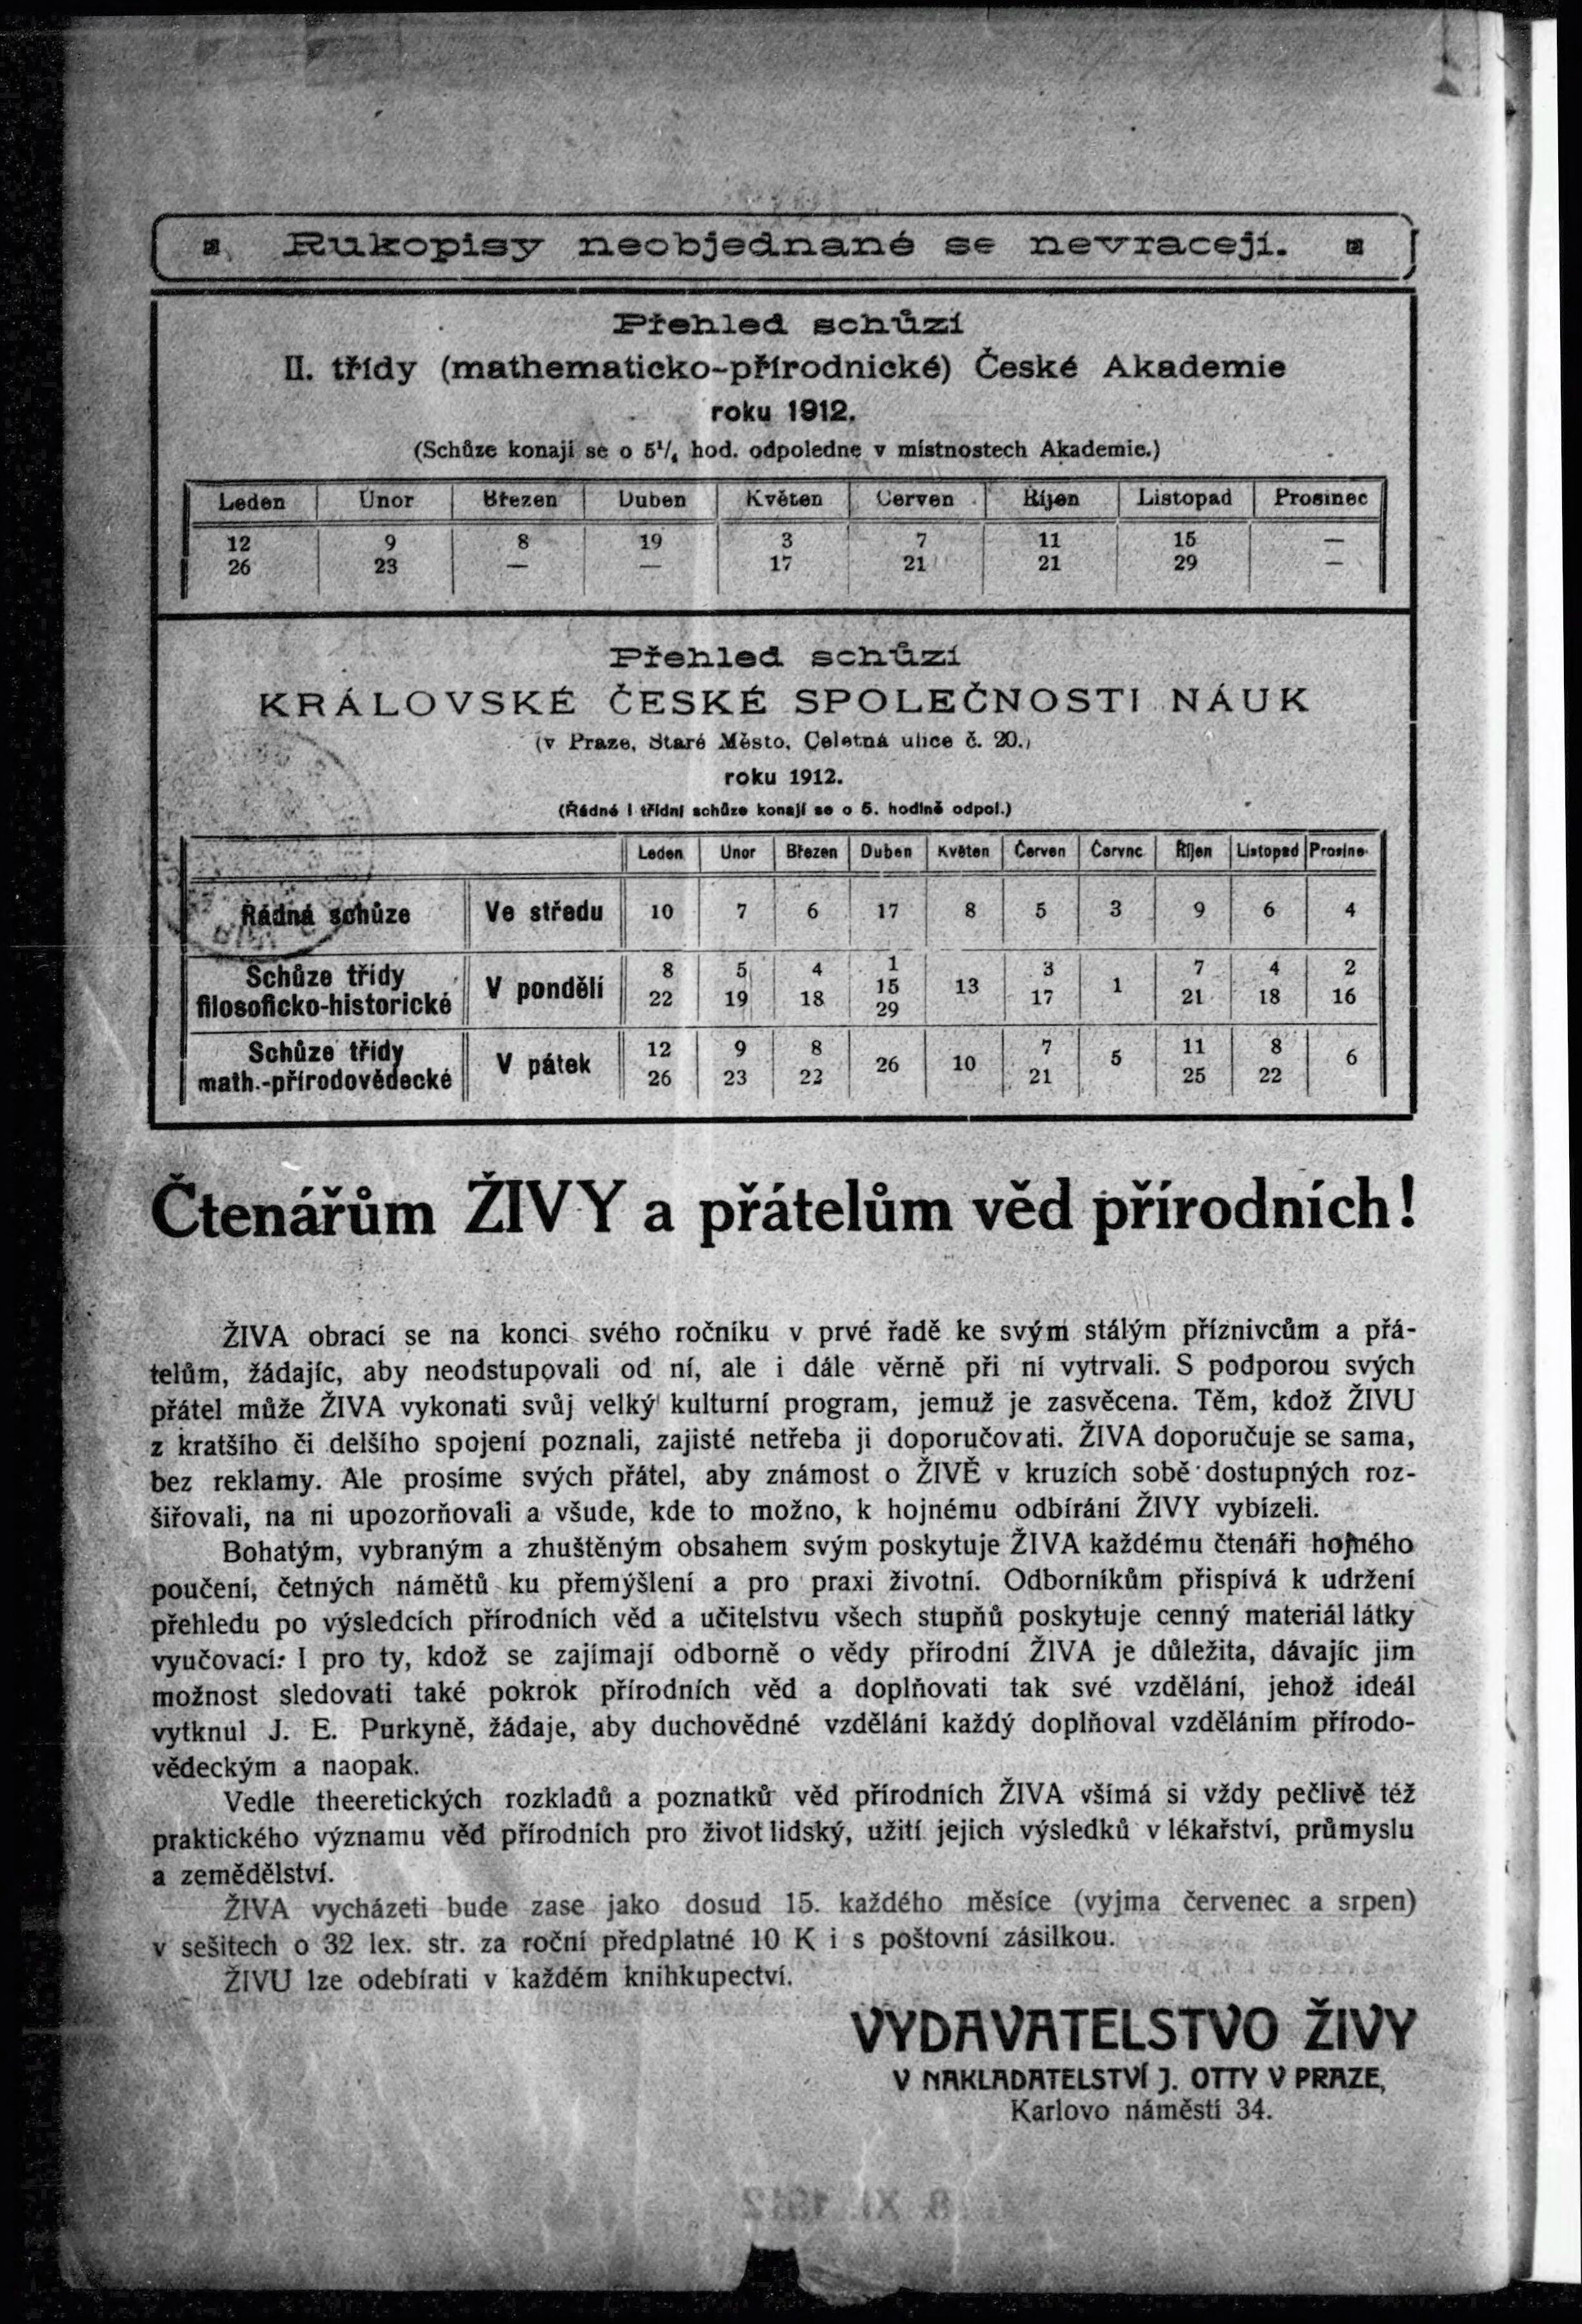 Rukopisy neobjednané se nevracejí.
Přehled schůzí
II. třídy (mathematicko-přírodnické) České Akademie
roku 1912.
(Schůze konají se o 5¹/₄ hod. odpoledne v místnostech Akademie.)
Leden Únor Březen Duben Květen Červen Říjen Listopad Prosinec
12 9 8 19 3 7 11 15 —
26 23 — — 17 21 21 29 —
Přehled schůzí
KRÁLOVSKÉ ČESKÉ SPOLEČNOSTI NÁUK
(v Praze, Staré Město, Celetná ulice č. 20.)
roku 1912.
(Řádné i třídní schůze konají se o 5. hodině odpol.)
Leden Únor Březen Duben Květen Červen Červnc Říjen Listopad Prosine
Řádná schůze Ve středu 10 7 6 17 8 5 3 9 6 4
Schůze třídy filosoficko-historické V pondělí 8 22 5 19 4 18 1 15 29 13 3 17 1 7 21 4 18 2 16
Schůze třídy math.-přírodovědecké V pátek 12 26 9 23 8 22 26 10 7 21 5 11 25 8 22 6
Čtenářům ŽIVY a přátelům věd přírodních!
ŽIVA obrací se na konci svého ročníku v prvé řadě ke svým stálým příznivcům a přá-
telům, žádajíc, aby neodstupovali od ní, ale i dále věrně při ní vytrvali. S podporou svých
přátel může ŽIVA vykonati svůj velký kulturní program, jemuž je zasvěcena. Těm, kdož ŽIVU
z kratšího či delšího spojení poznali, zajisté netřeba ji doporučovati. ŽIVA doporučuje se sama,
bez reklamy. Ale prosíme svých přátel, aby známost o ŽIVĚ v kruzích sobě dostupných roz-
šiřovali, na ni upozorňovali a všude, kde to možno, k hojnému odbírání ŽIVY vybízeli.
Bohatým, vybraným a zhuštěným obsahem svým poskytuje ŽIVA každému čtenáři hojného
poučení, četných námětů ku přemýšlení a pro praxi životní. Odborníkům přispívá k udržení
přehledu po výsledcích přírodních věd a učitelstvu všech stupňů poskytuje cenný materiál látky
vyučovací: I pro ty, kdož se zajímají odborně o vědy přírodní ŽIVA je důležita, dávajíc jim
možnost sledovati také pokrok přírodních věd a doplňovati tak své vzdělání, jehož ideál
vytknul J. E. Purkyně, žádaje, aby duchovědné vzdělání každý doplňoval vzděláním přírodo-
vědeckým a naopak.
Vedle theeretických rozkladů a poznatků věd přírodních ŽIVA všímá si vždy pečlivě též
praktického významu věd přírodních pro život lidský, užití jejich výsledků v lékařství, průmyslu
a zemědělství.
ŽIVA vycházeti bude zase jako dosud 15. každého měsíce (vyjma červenec a srpen)
v sešitech o 32 lex. str. za roční předplatné 10 K i s poštovní zásilkou.
ŽIVU lze odebírati v každém knihkupectví.
VYDAVATELSTVO ŽIVY
V NAKLADATELSTVÍ J. OTTY V PRAZE,
Karlovo náměstí 34.